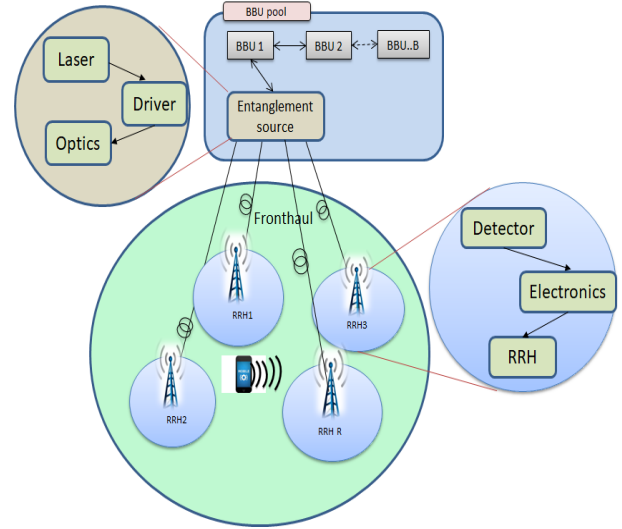 BBU pool
BBU 1
BBU 2
BBU..B
Laser
Driver
Optics
Entanglement
source
Fronthaul
RRH1
RRH3
RRH2
RRH R
Detector
Electronics
RRH